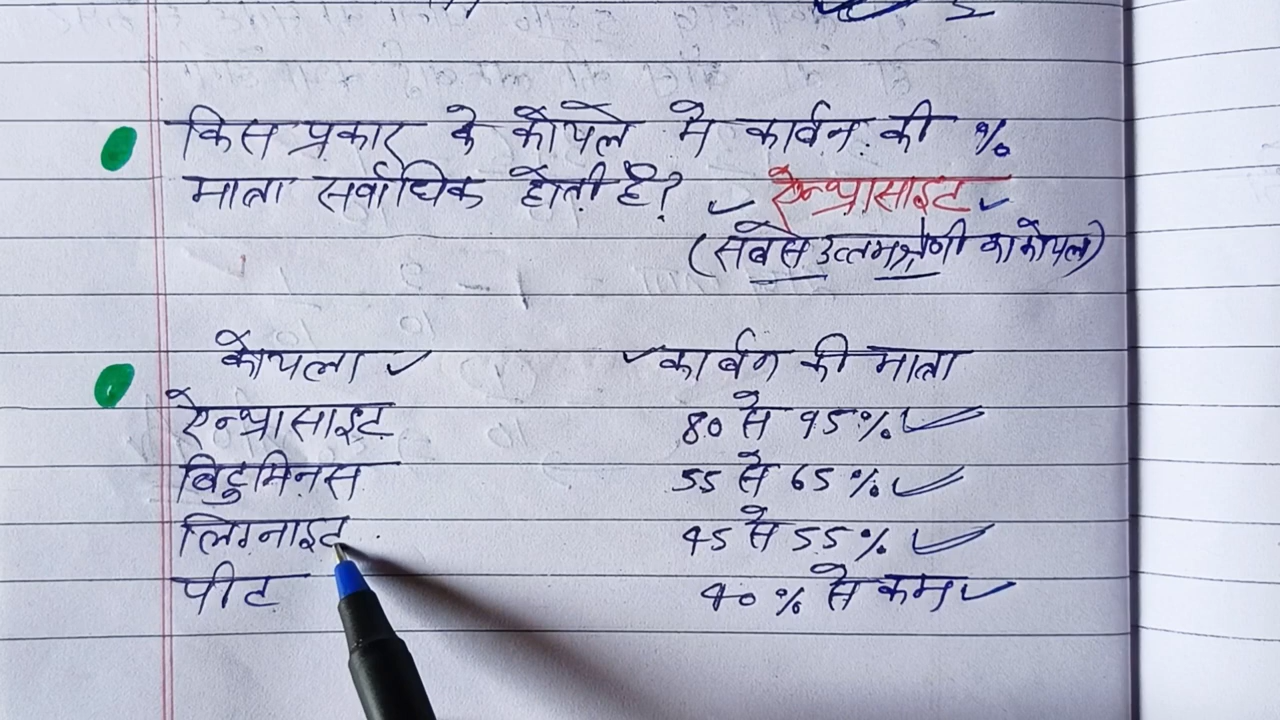 किस प्रकार के कोयले मे कार्बन की %
माता सर्वाधिक होती है? ऐन्थ्रासाइट
(सबसे उत्तम श्रेणी का कोयला)
कोयला कार्बन की माता
ऐन्थ्रासाइट 80 से 95%
बिटुमिनस 55 से 65%
लिग्नाइट 45 से 55%
पीट 40% से कम